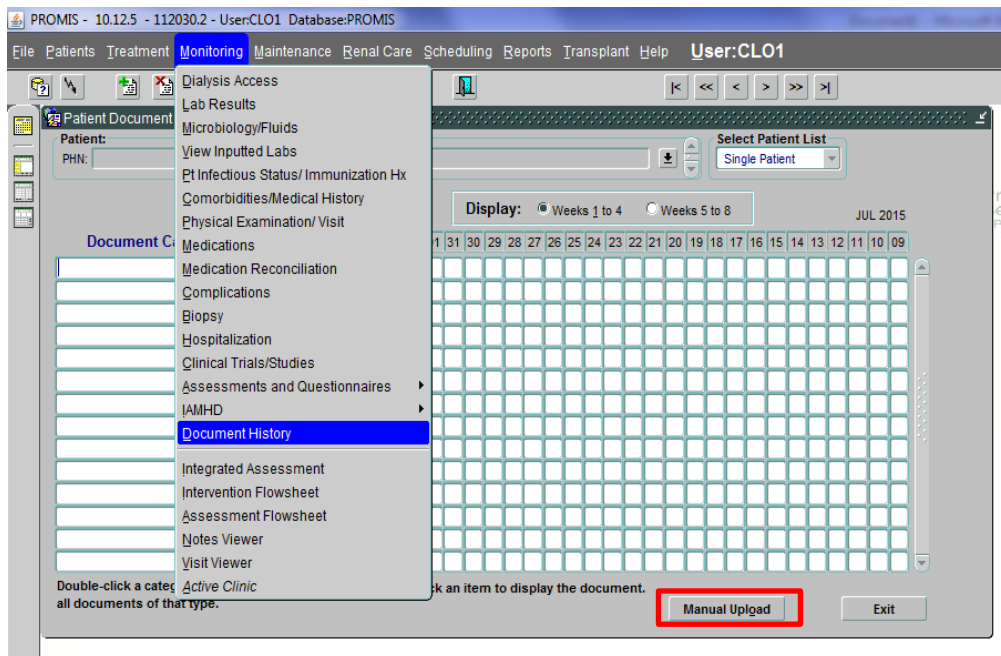 PROMIS - 10.12.5 - 112030.2 - User:CLO1 Database:PROMIS
File Patients Treatment Monitoring Maintenance Renal Care Scheduling Reports Transplant Help User:CLO1
|< << < > >> >|
Patient Document
Patient:
PHN:
Select Patient List
Single Patient
Display: Weeks 1 to 4 Weeks 5 to 8
JUL 2015
Document
31 30 29 28 27 26 25 24 23 22 21 20 19 18 17 16 15 14 13 12 11 10 09
Dialysis Access
Lab Results
Microbiology/Fluids
View Inputted Labs
Pt Infectious Status/ Immunization Hx
Comorbidities/Medical History
Physical Examination/ Visit
Medications
Medication Reconciliation
Complications
Biopsy
Hospitalization
Clinical Trials/Studies
Assessments and Questionnaires
IAMHD
Document History
Integrated Assessment
Intervention Flowsheet
Assessment Flowsheet
Notes Viewer
Visit Viewer
Active Clinic
Double-click a categ
all documents of that type.
k an item to display the document.
Manual Upload
Exit